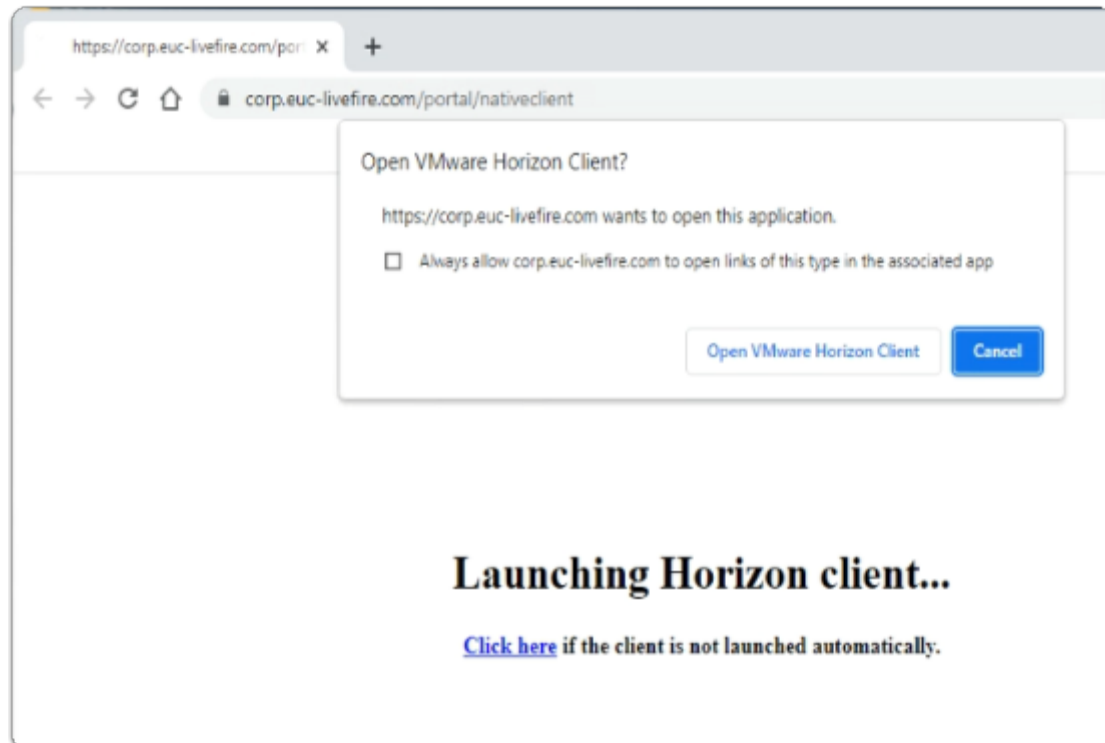 https://corp.euc-livefire.com/por
corp.euc-livefire.com/portal/nativeclient
Open VMware Horizon Client?
https://corp.euc-livefire.com wants to open this application.
Always allow corp.euc-livefire.com to open links of this type in the associated app
Open VMware Horizon Client Cancel
Launching Horizon client...
Click here if the client is not launched automatically.